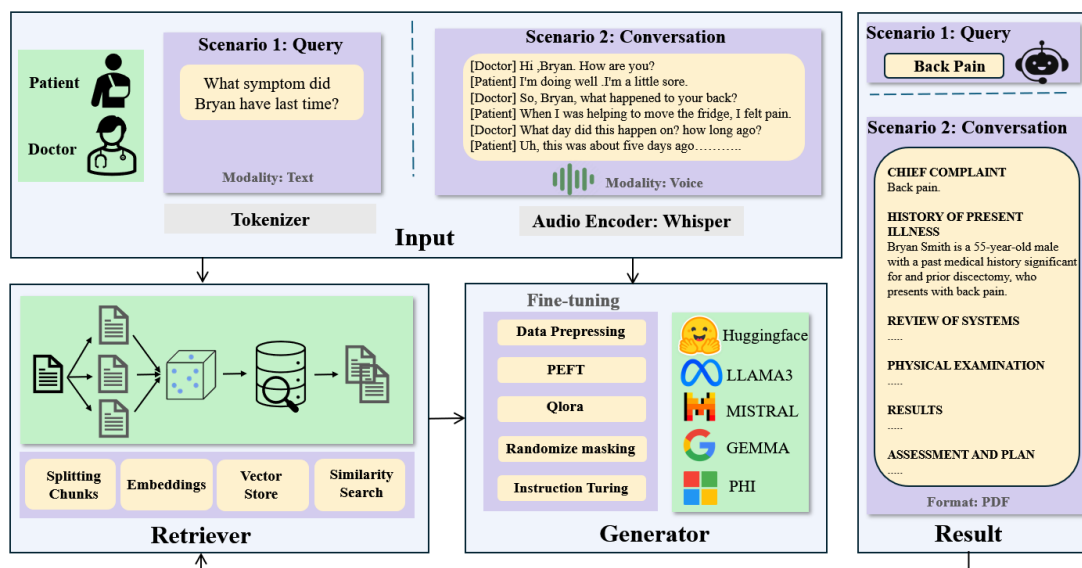 Patient
Doctor
Scenario 1: Query
What symptom did
Bryan have last time?
Modality: Text
Tokenizer
Scenario 2: Conversation
[Doctor] Hi ,Bryan. How are you?
[Patient] I'm doing well .I'm a little sore.
[Doctor] So, Bryan, what happened to your back?
[Patient] When I was helping to move the fridge, I felt pain.
[Doctor] What day did this happen on? how long ago?
[Patient] Uh, this was about five days ago………..
Modality: Voice
Audio Encoder: Whisper
Input
Splitting
Chunks
Embeddings
Vector
Store
Similarity
Search
Retriever
Fine-tuning
Data Prepressing
PEFT
Qlora
Randomize masking
Instruction Turing
Huggingface
LLAMA3
MISTRAL
GEMMA
PHI
Generator
Scenario 1: Query
Back Pain
Scenario 2: Conversation
CHIEF COMPLAINT
Back pain.
HISTORY OF PRESENT
ILLNESS
Bryan Smith is a 55-year-old male
with a past medical history significant
for and prior discectomy, who
presents with back pain.
REVIEW OF SYSTEMS
.....
PHYSICAL EXAMINATION
.....
RESULTS
.....
ASSESSMENT AND PLAN
.....
Format: PDF
Result